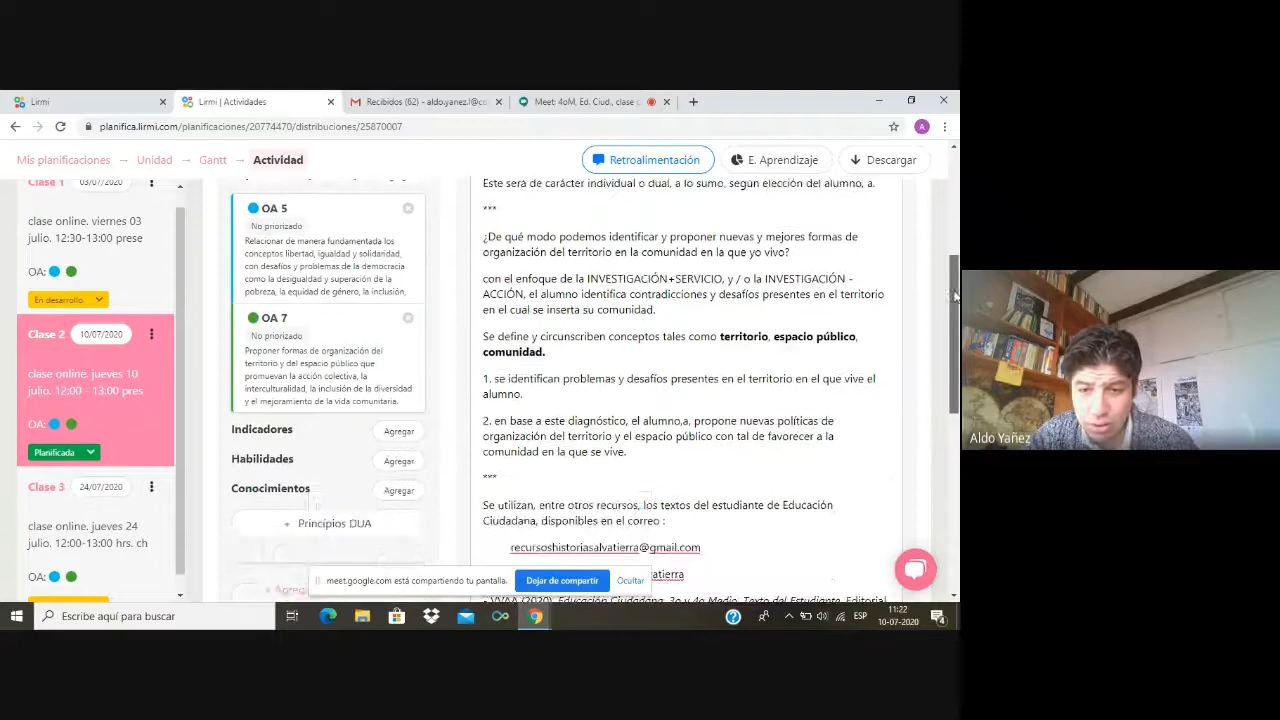 Lirmi
Lirmi | Actividades
Recibidos (62) - aldo.yanez.l@co
Meet: 4oM, Ed. Ciud., clase c
planifica.lirmi.com/planificaciones/20774470/distribuciones/25870007
A
Mis planificaciones → Unidad → Gantt → Actividad
Retroalimentación
E. Aprendizaje
Descargar
Clase 1 03/07/2020
clase online. viernes 03
julio. 12:30-13:00 prese
OA:
En desarrollo
Clase 2 10/07/2020
clase online. jueves 10
julio. 12:00 - 13:00 pres
OA:
Planificada
Clase 3 24/07/2020
clase online. jueves 24
julio. 12:00-13:00 hrs. ch
OA:
OA 5
No priorizado
Relacionar de manera fundamentada los
conceptos libertad, igualdad y solidaridad,
con desafíos y problemas de la democracia
como la desigualdad y superación de la
pobreza, la equidad de género, la inclusión,
OA 7
No priorizado
Proponer formas de organización del
territorio y del espacio público que
promuevan la acción colectiva, la
interculturalidad, la inclusión de la diversidad
y el mejoramiento de la vida comunitaria.
Indicadores Agregar
Habilidades Agregar
Conocimientos Agregar
+ Principios DUA
Este será de carácter individual o dual, a lo sumo, según elección del alumno, a.
***
¿De qué modo podemos identificar y proponer nuevas y mejores formas de
organización del territorio en la comunidad en la que yo vivo?
con el enfoque de la INVESTIGACIÓN+SERVICIO, y / o la INVESTIGACIÓN -
ACCIÓN, el alumno identifica contradicciones y desafíos presentes en el territorio
en el cual se inserta su comunidad.
Se define y circunscriben conceptos tales como territorio, espacio público,
comunidad.
1. se identifican problemas y desafíos presentes en el territorio en el que vive el
alumno.
2. en base a este diagnóstico, el alumno,a, propone nuevas políticas de
organización del territorio y el espacio público con tal de favorecer a la
comunidad en la que se vive.
***
Se utilizan, entre otros recursos, los textos del estudiante de Educación
Ciudadana, disponibles en el correo :
recursoshistoriasalvatierra@gmail.com
meet.google.com está compartiendo tu pantalla.
Dejar de compartir
Ocultar
Aldo Yañez
Escribe aquí para buscar
ESP
11:22
10-07-2020
4